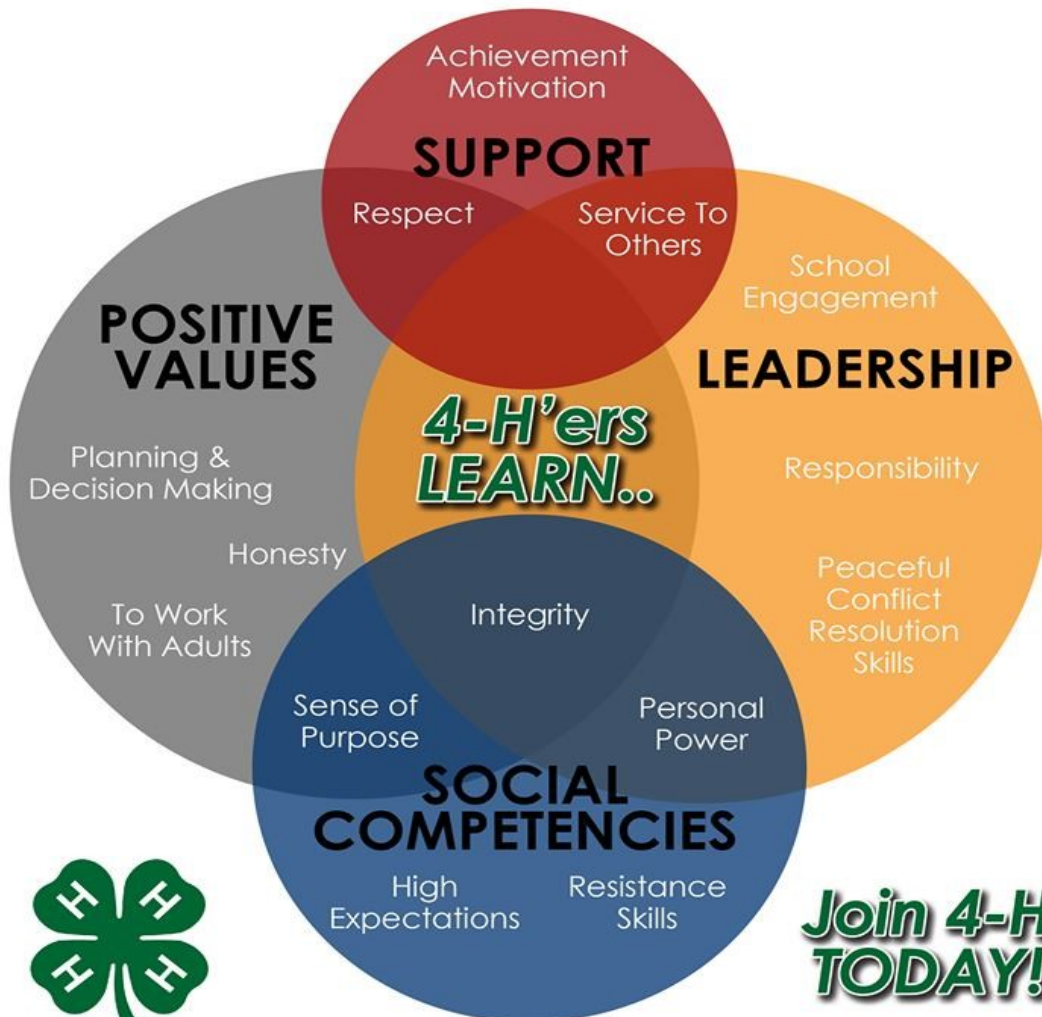 Achievement
Motivation
SUPPORT
Respect
Service To
Others
School
Engagement
POSITIVE
VALUES
LEADERSHIP
4-H'ers
LEARN..
Planning &
Decision Making
Responsibility
Honesty
Peaceful
Conflict
Resolution
Skills
To Work
With Adults
Integrity
Sense of
Purpose
Personal
Power
SOCIAL
COMPETENCIES
High
Expectations
Resistance
Skills
H H
H H
Join 4-H
TODAY!